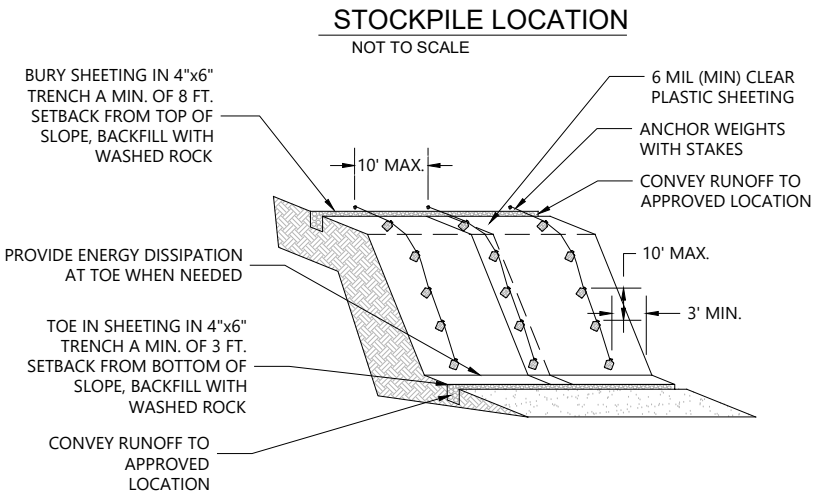 STOCKPILE LOCATION
NOT TO SCALE
BURY SHEETING IN 4"x6"
TRENCH A MIN. OF 8 FT.
SETBACK FROM TOP OF
SLOPE, BACKFILL WITH
WASHED ROCK
6 MIL (MIN) CLEAR
PLASTIC SHEETING
ANCHOR WEIGHTS
WITH STAKES
CONVEY RUNOFF TO
APPROVED LOCATION
10' MAX.
PROVIDE ENERGY DISSIPATION
AT TOE WHEN NEEDED
10' MAX.
3' MIN.
TOE IN SHEETING IN 4"x6"
TRENCH A MIN. OF 3 FT.
SETBACK FROM BOTTOM OF
SLOPE, BACKFILL WITH
WASHED ROCK
CONVEY RUNOFF TO
APPROVED
LOCATION